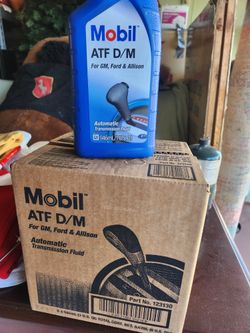 Mobil
ATF D/M
For GM, Ford & Allison
Automatic
Transmission Fluid
Mobil
ATF D/M
For GM, Ford & Allison
Automatic
Transmission Fluid
Part No. 123130